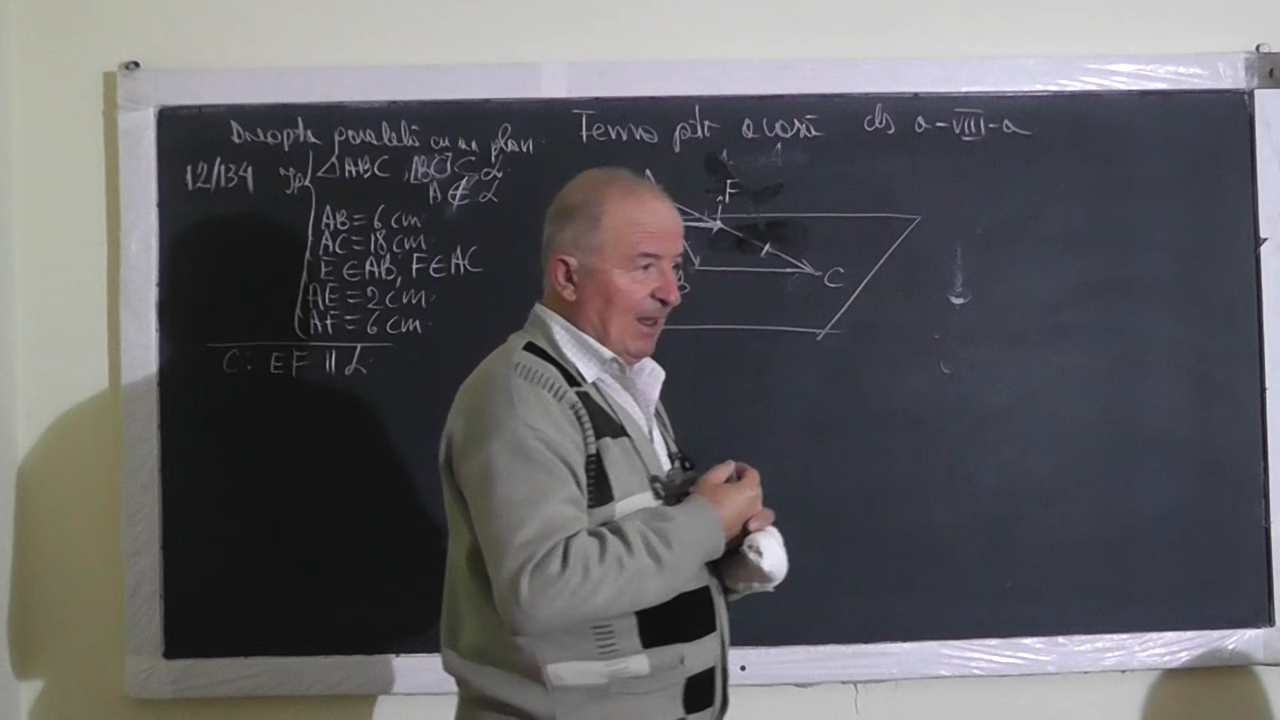 Dreapta paralelă cu un plan. Temă ptr acasă cls a-VIII-a
12/134 Ip ΔABC, [BC] ⊂ α
A ∉ α
AB = 6 cm
AC = 18 cm
E ∈ AB, F ∈ AC
AE = 2 cm
AF = 6 cm
C: EF || α
A
F
B
C